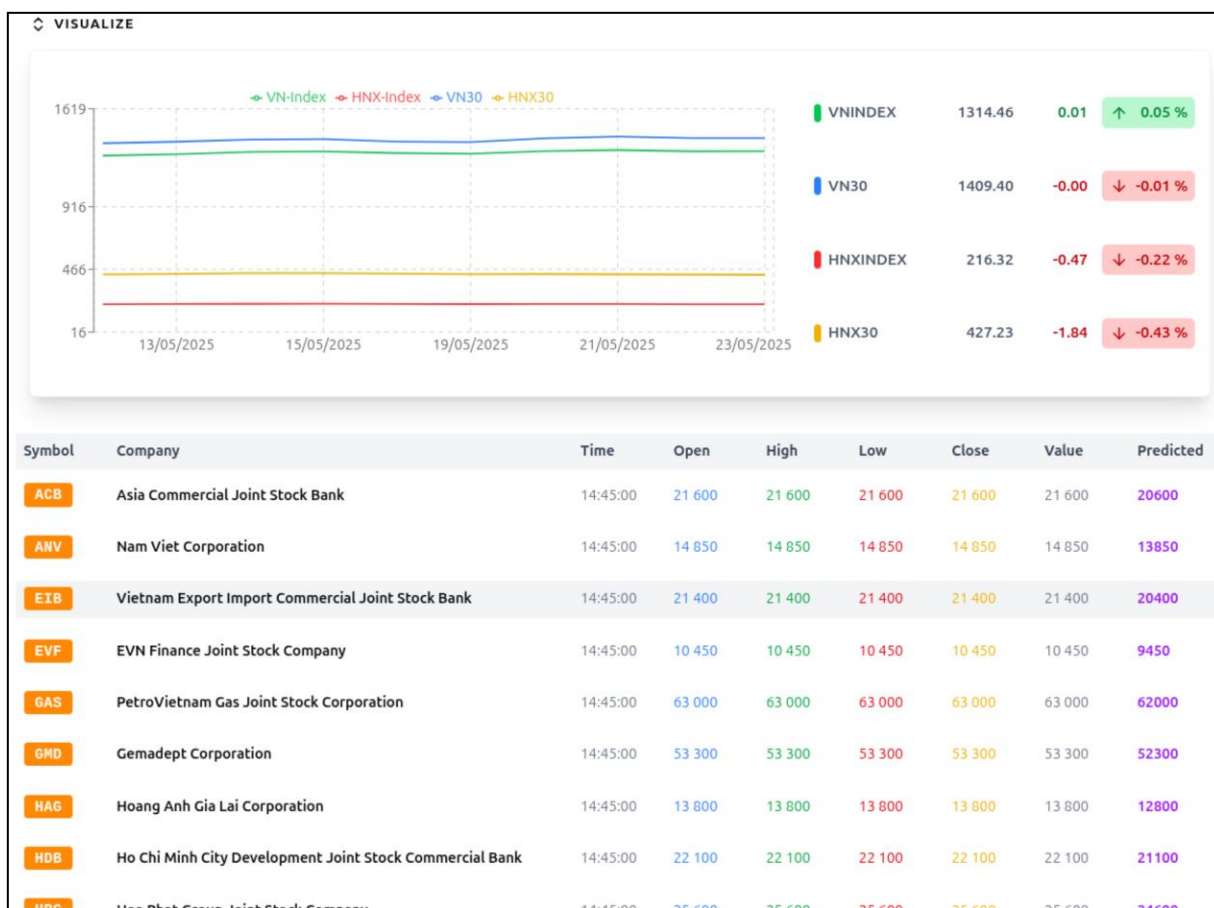 VISUALIZE
VN-Index HNX-Index VN30 HNX30
1619
916
466
16
13/05/2025 15/05/2025 19/05/2025 21/05/2025 23/05/2025
VNINDEX 1314.46 0.01 ↑ 0.05 %
VN30 1409.40 -0.00 ↓ -0.01 %
HNXINDEX 216.32 -0.47 ↓ -0.22 %
HNX30 427.23 -1.84 ↓ -0.43 %
Symbol Company Time Open High Low Close Value Predicted
ACB Asia Commercial Joint Stock Bank 14:45:00 21 600 21 600 21 600 21 600 21 600 20600
ANV Nam Viet Corporation 14:45:00 14 850 14 850 14 850 14 850 14 850 13850
EIB Vietnam Export Import Commercial Joint Stock Bank 14:45:00 21 400 21 400 21 400 21 400 21 400 20400
EVF EVN Finance Joint Stock Company 14:45:00 10 450 10 450 10 450 10 450 10 450 9450
GAS PetroVietnam Gas Joint Stock Corporation 14:45:00 63 000 63 000 63 000 63 000 63 000 62000
GMD Gemadept Corporation 14:45:00 53 300 53 300 53 300 53 300 53 300 52300
HAG Hoang Anh Gia Lai Corporation 14:45:00 13 800 13 800 13 800 13 800 13 800 12800
HDB Ho Chi Minh City Development Joint Stock Commercial Bank 14:45:00 22 100 22 100 22 100 22 100 22 100 21100